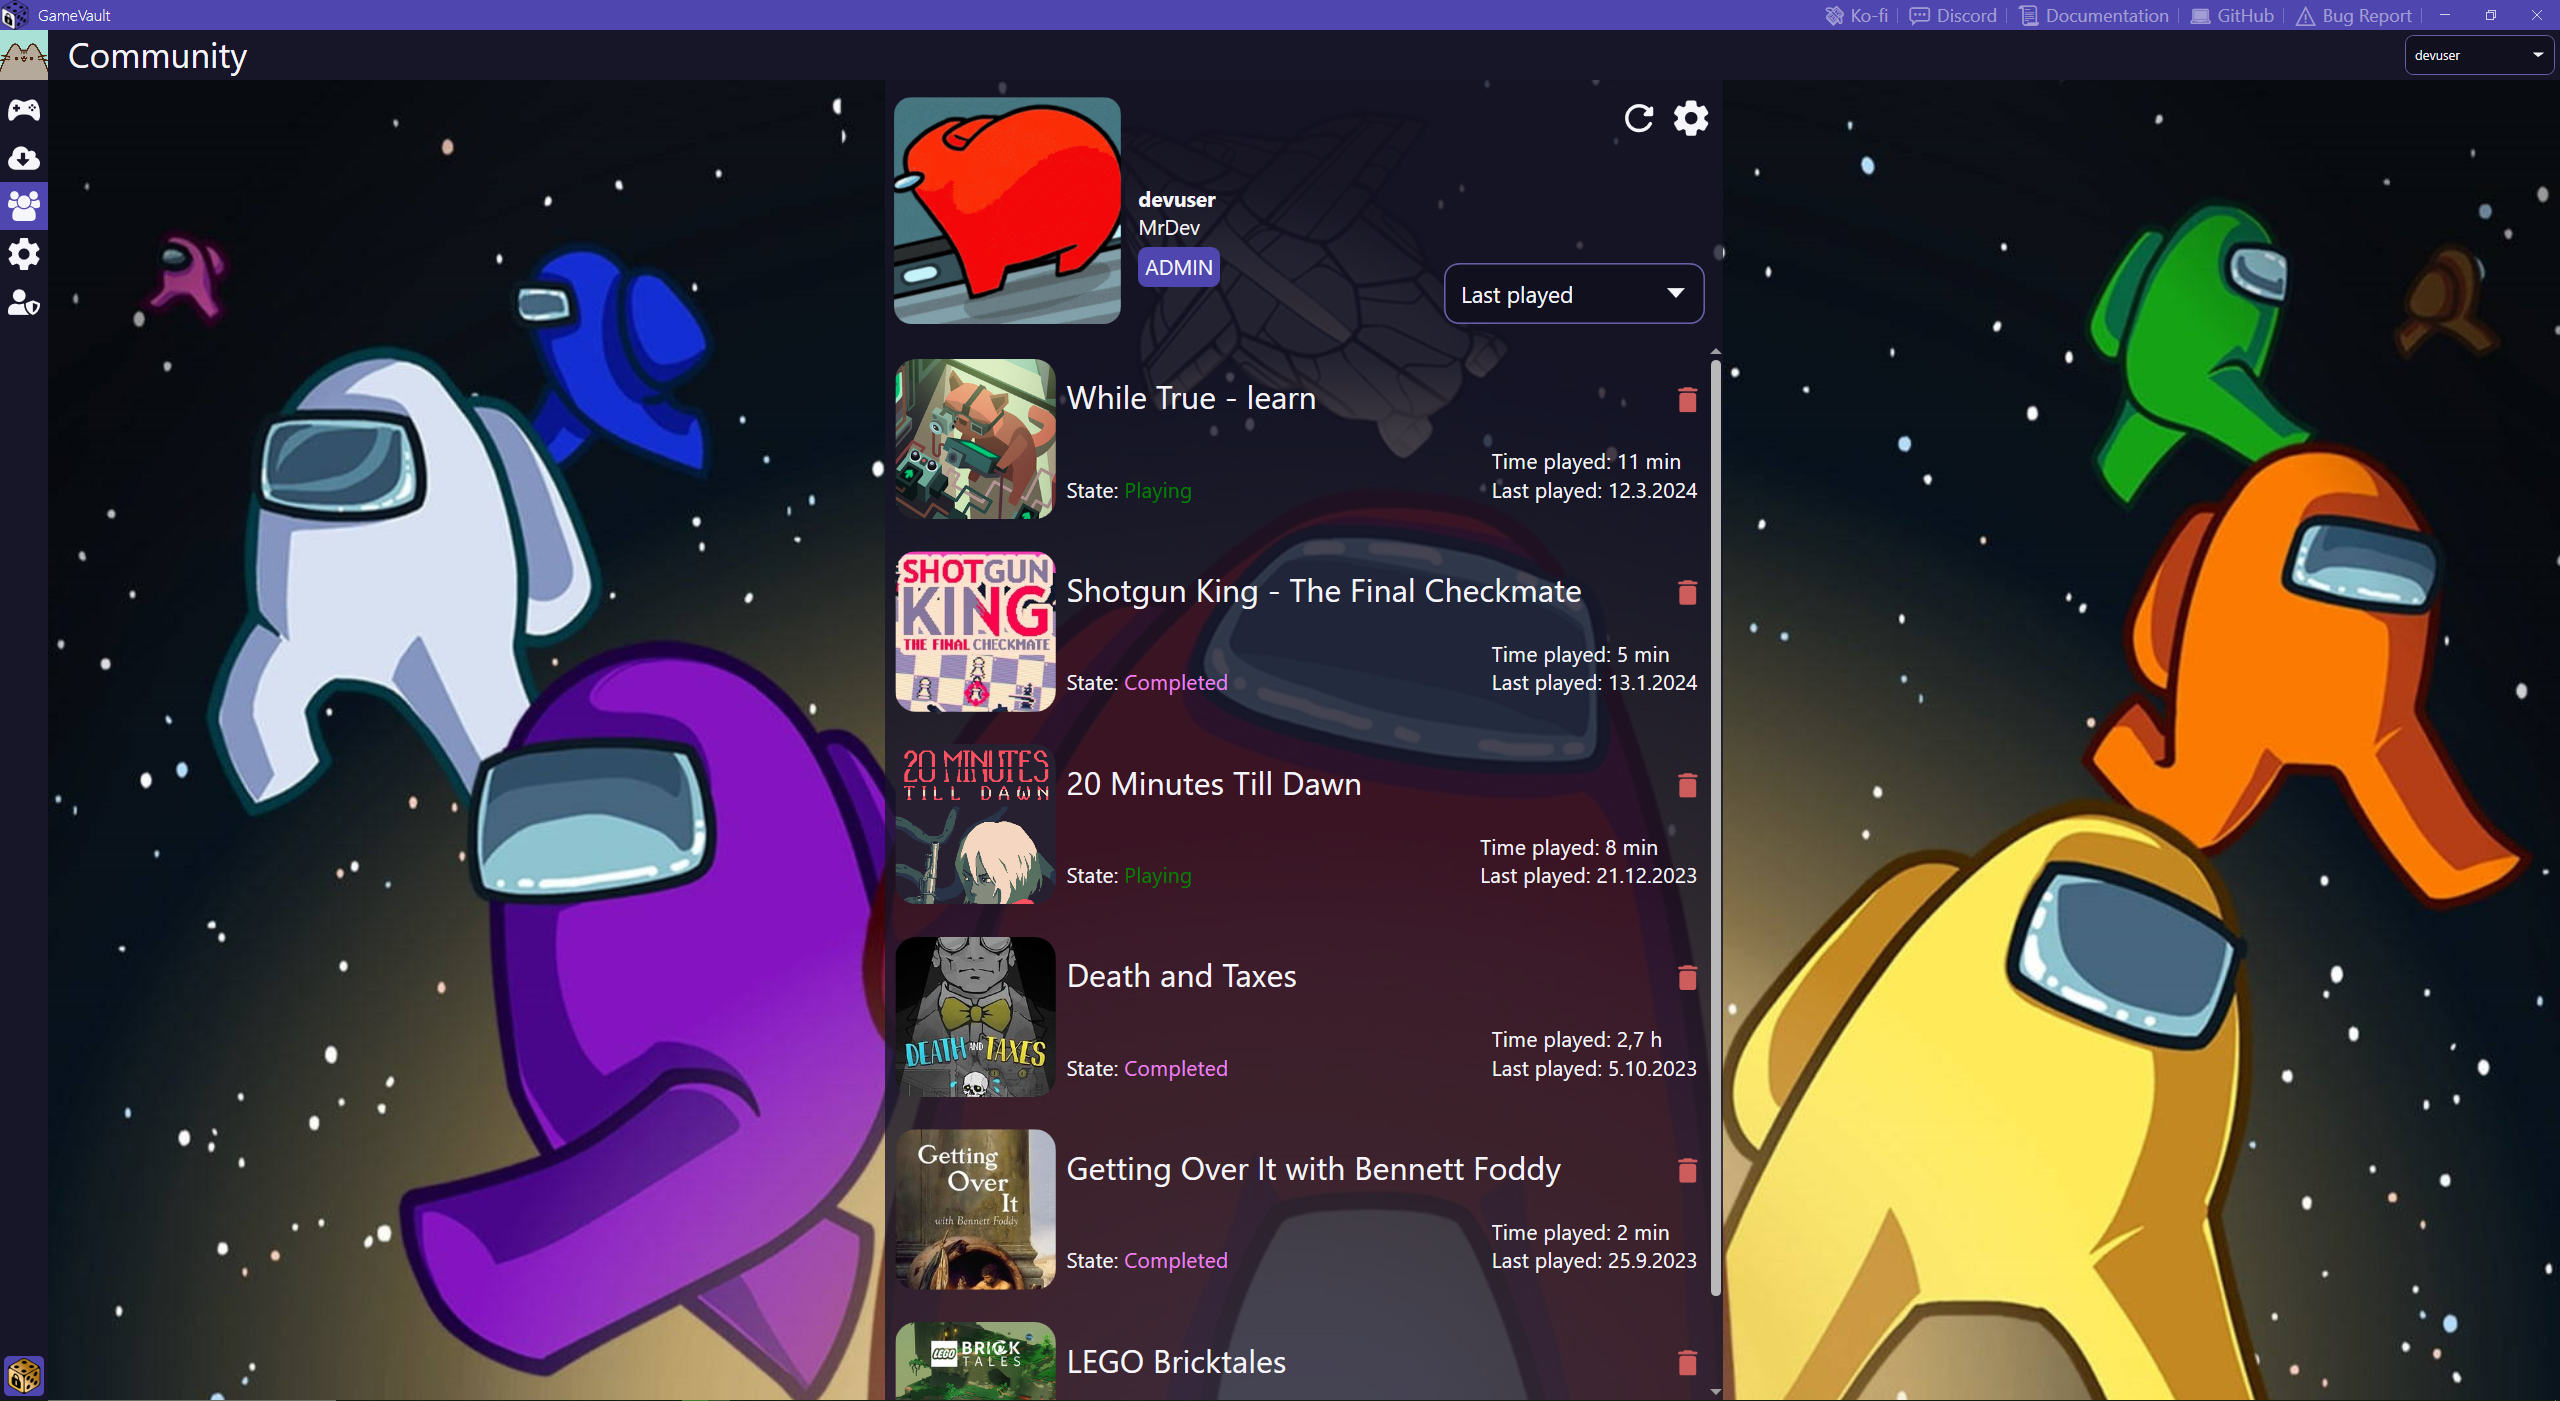 GameVault
Ko-fi
Discord
Documentation
GitHub
Bug Report
Community
devuser
devuser
MrDev
ADMIN
Last played
While True - learn
Time played: 11 min
State: Playing
Last played: 12.3.2024
SHOTGUN
KING
THE FINAL CHECKMATE
Shotgun King - The Final Checkmate
Time played: 5 min
State: Completed
Last played: 13.1.2024
20 MINUTES
TILL DAWN
20 Minutes Till Dawn
Time played: 8 min
State: Playing
Last played: 21.12.2023
DEATH AND TAXES
Death and Taxes
Time played: 2,7 h
State: Completed
Last played: 5.10.2023
Getting
Over
It
with Bennett Foddy
Getting Over It with Bennett Foddy
Time played: 2 min
State: Completed
Last played: 25.9.2023
LEGO BRICK
TALES
LEGO Bricktales